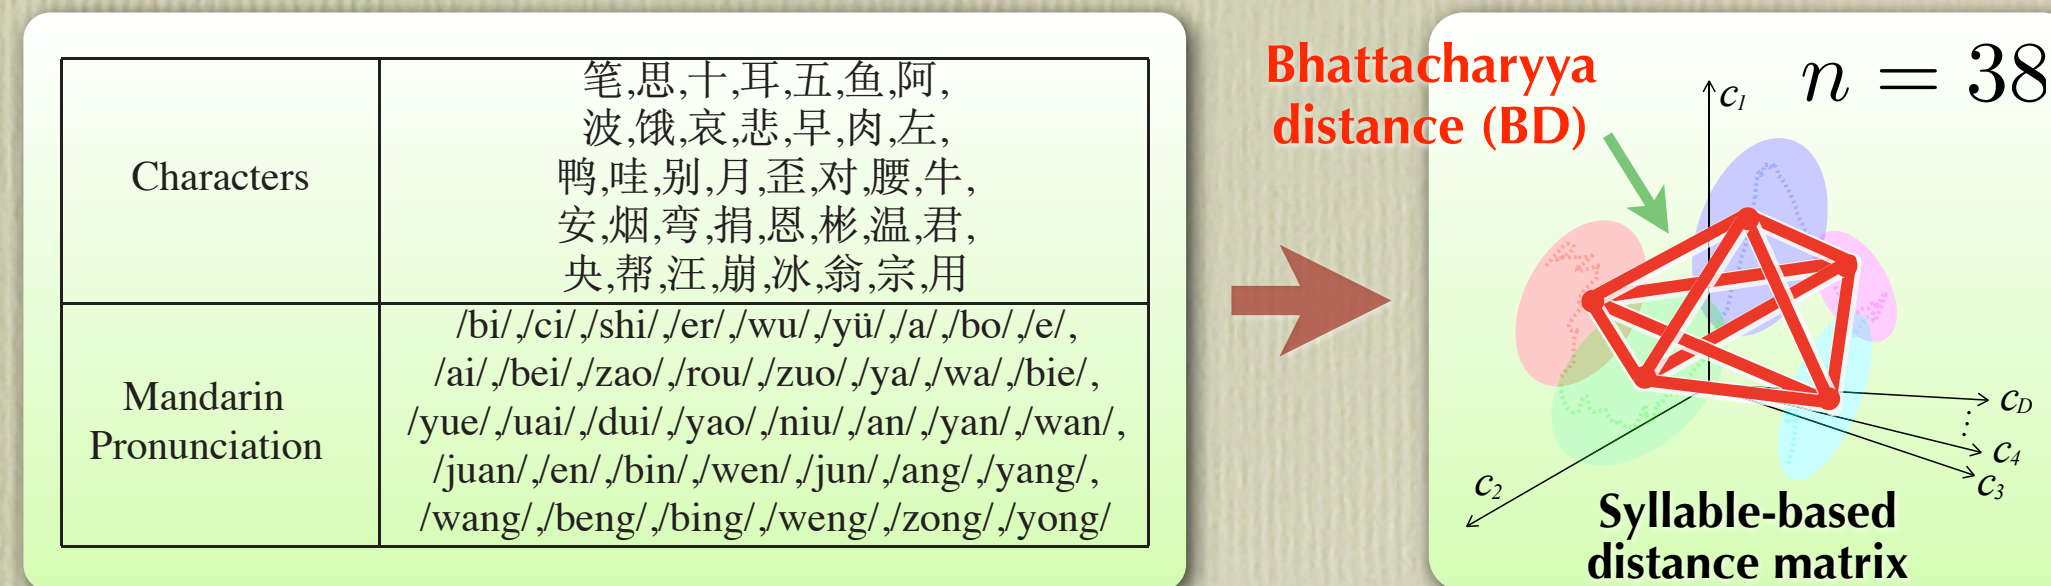 Characters
笔,思,十,耳,五,鱼,阿,
波,饿,哀,悲,早,肉,左,
鸭,哇,别,月,歪,对,腰,牛,
安,烟,弯,捐,恩,彬,温,君,
央,帮,汪,崩,冰,翁,宗,用
Mandarin
Pronunciation
/bi/,/ci/,/shi/,/er/,/wu/,/yü/,/a/,/bo/,/e/,
/ai/,/bei/,/zao/,/rou/,/zuo/,/ya/,/wa/,/bie/,
/yue/,/uai/,/dui/,/yao/,/niu/,/an/,/yan/,/wan/,
/juan/,/en/,/bin/,/wen/,/jun/,/ang/,/yang/,
/wang/,/beng/,/bing/,/weng/,/zong/,/yong/
Bhattacharyya
distance (BD)
n = 38
c1
c2
cD
⋮
c4
c3
Syllable-based
distance matrix